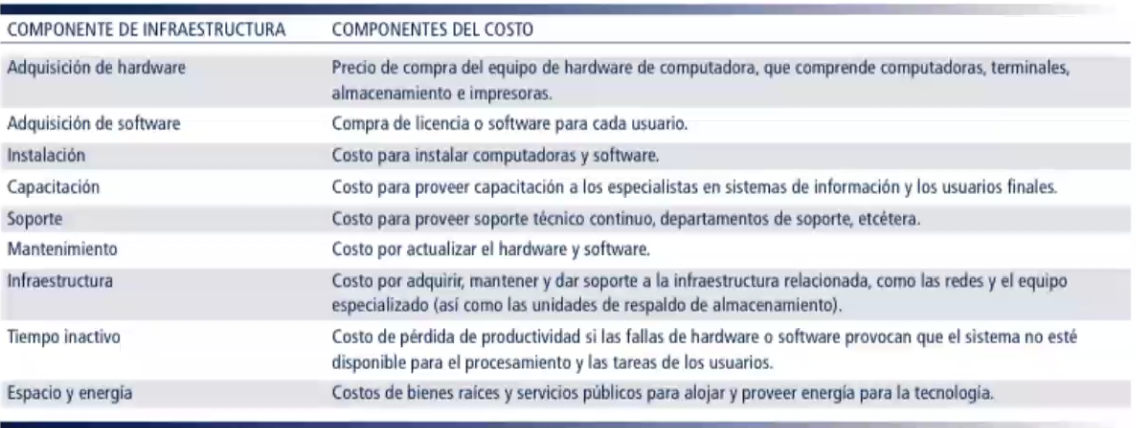 COMPONENTE DE INFRAESTRUCTURA COMPONENTES DEL COSTO
Adquisición de hardware Precio de compra del equipo de hardware de computadora, que comprende computadoras, terminales,
almacenamiento e impresoras.
Adquisición de software Compra de licencia o software para cada usuario.
Instalación Costo para instalar computadoras y software.
Capacitación Costo para proveer capacitación a los especialistas en sistemas de información y los usuarios finales.
Soporte Costo para proveer soporte técnico continuo, departamentos de soporte, etcétera.
Mantenimiento Costo por actualizar el hardware y software.
Infraestructura Costo por adquirir, mantener y dar soporte a la infraestructura relacionada, como las redes y el equipo
especializado (así como las unidades de respaldo de almacenamiento).
Tiempo inactivo Costo de pérdida de productividad si las fallas de hardware o software provocan que el sistema no esté
disponible para el procesamiento y las tareas de los usuarios.
Espacio y energía Costos de bienes raíces y servicios públicos para alojar y proveer energía para la tecnología.